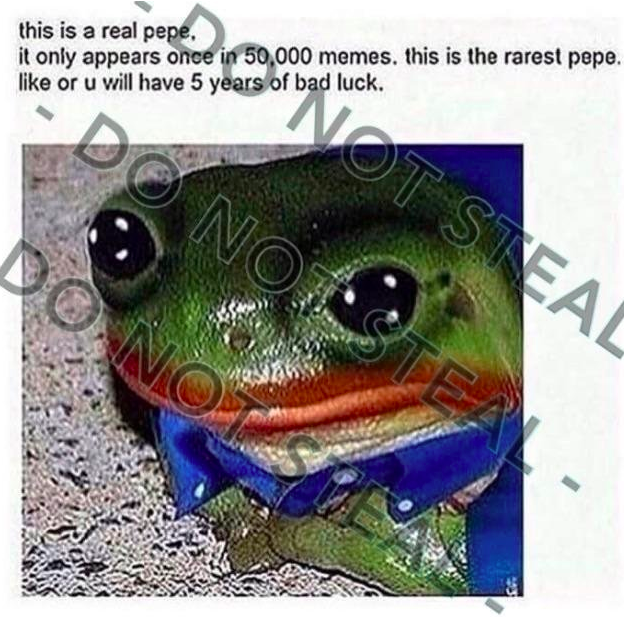 this is a real pepe,
it only appears once in 50,000 memes. this is the rarest pepe.
like or u will have 5 years of bad luck.
- DO NOT STEAL
- DO NOT STEAL -
DO NOT STEAL -